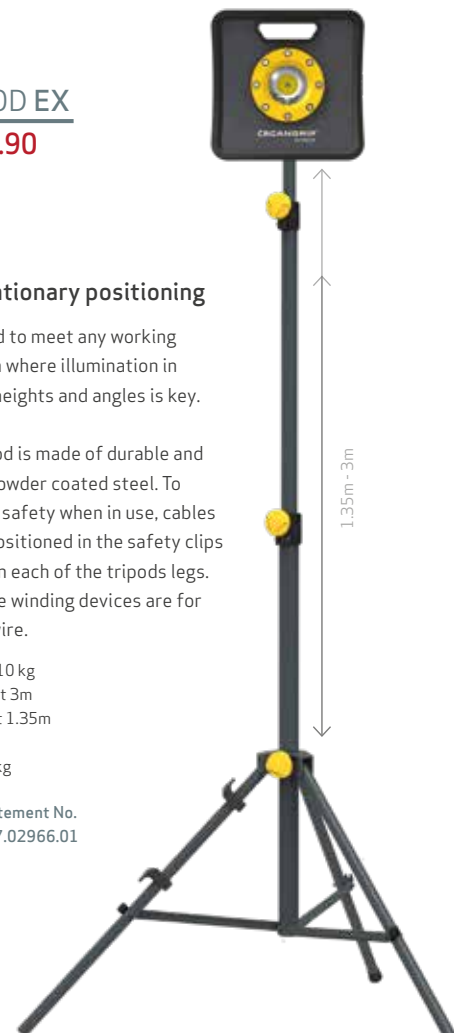 OD EX
.90
tionary positioning
d to meet any working
n where illumination in
heights and angles is key.
od is made of durable and
owder coated steel. To
safety when in use, cables
ositioned in the safety clips
n each of the tripods legs.
e winding devices are for
ire.
10 kg
t 3m
t 1.35m
kg
tement No.
7.02966.01
1.35m - 3m